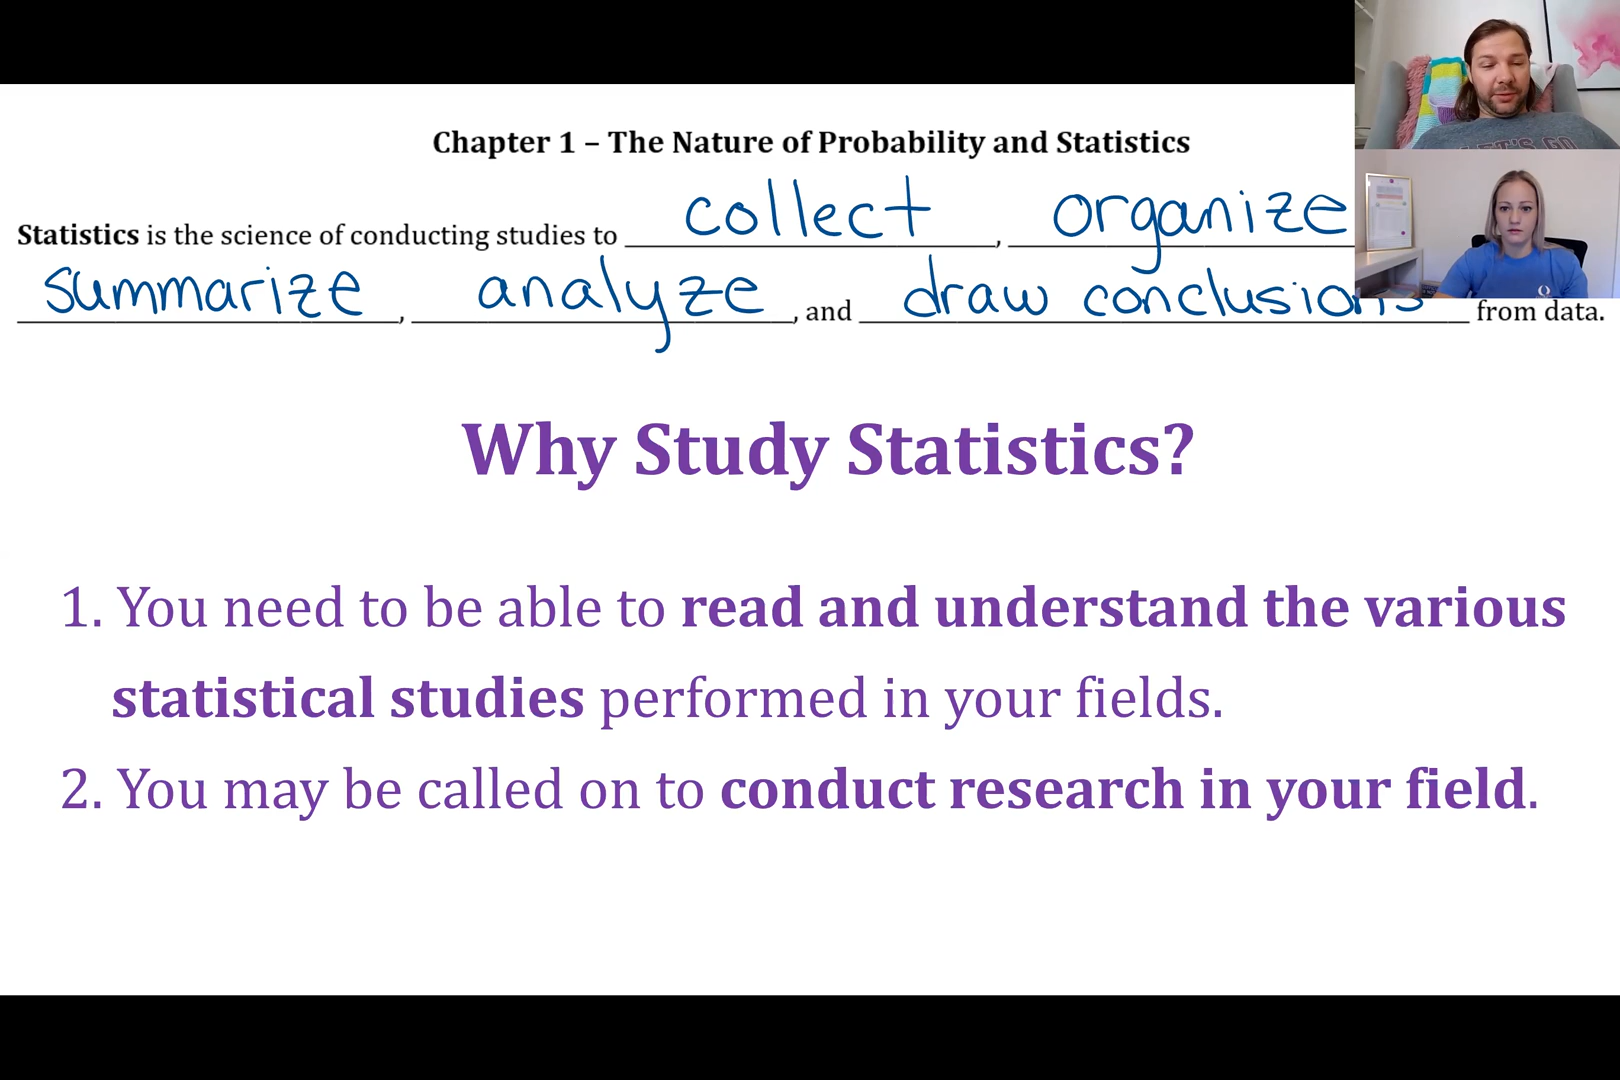 Chapter 1 – The Nature of Probability and Statistics
Statistics is the science of conducting studies to collect, organize
summarize, analyze, and draw conclusions from data.
Why Study Statistics?
1. You need to be able to read and understand the various
statistical studies performed in your fields.
2. You may be called on to conduct research in your field.
LET'S GO